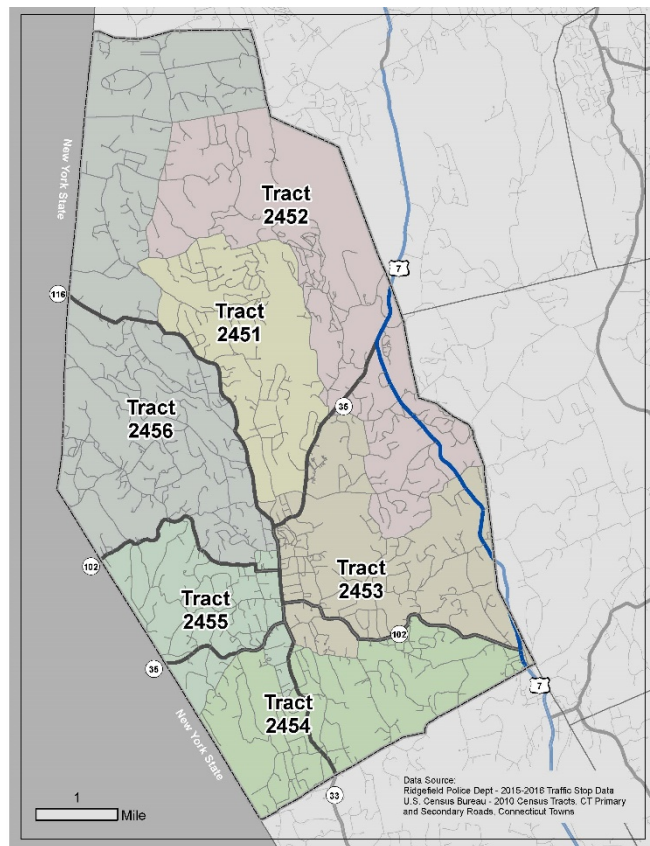 Tract
2452
New York State
7
116
Tract
2451
35
Tract
2456
102
Tract
2453
Tract
2455
102
35
7
New York State
Tract
2454
33
Data Source:
Ridgefield Police Dept - 2015-2016 Traffic Stop Data
U.S. Census Bureau - 2010 Census Tracts, CT Primary
and Secondary Roads, Connecticut Towns
1
Mile